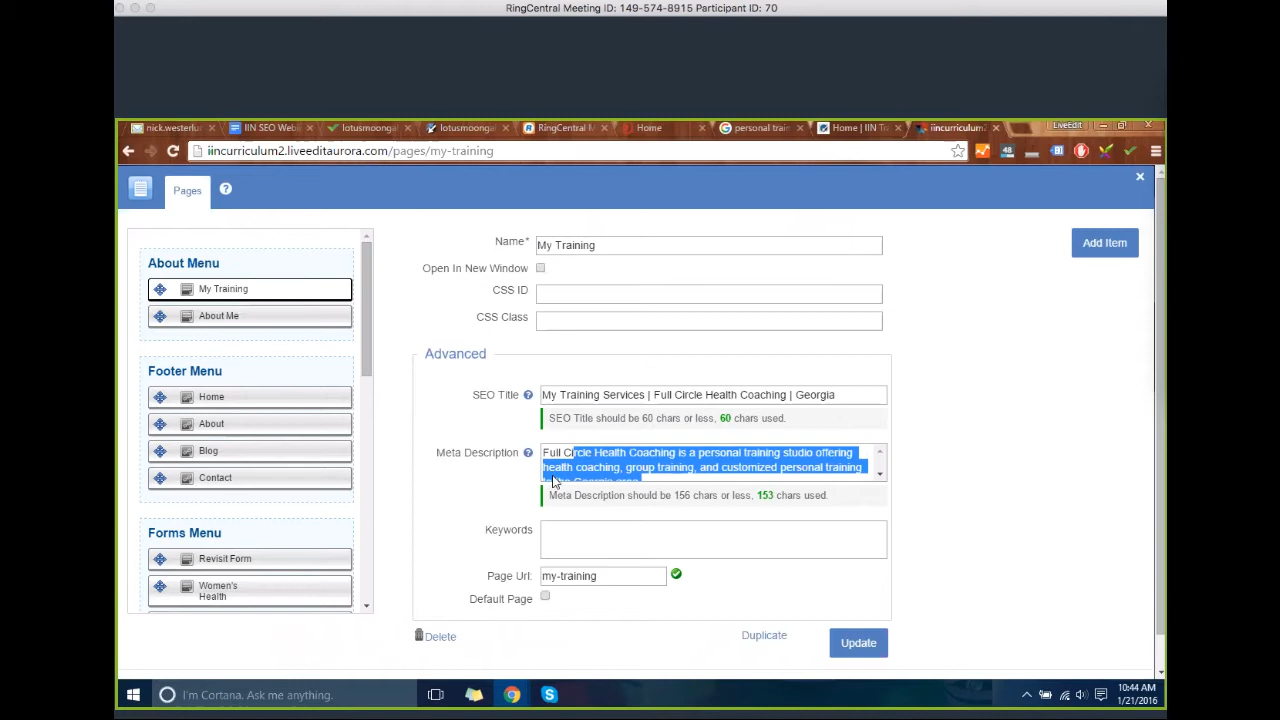 RingCentral Meeting ID: 149-574-8915 Participant ID: 70
nick.westerlu
IIN SEO Webi
lotusmoonga
lotusmoonga
RingCentral M
Home
personal train
Home | IIN Tr
iincurriculum2
LiveEdit
iincurriculum2.liveeditaurora.com/pages/my-training
48
Pages
?
About Menu
My Training
About Me
Footer Menu
Home
About
Blog
Contact
Forms Menu
Revisit Form
Women's
Health
Name*
My Training
Add Item
Open In New Window
CSS ID
CSS Class
Advanced
SEO Title
My Training Services | Full Circle Health Coaching | Georgia
SEO Title should be 60 chars or less, 60 chars used.
Meta Description
Full Circle Health Coaching is a personal training studio offering
health coaching, group training, and customized personal training
Meta Description should be 156 chars or less, 153 chars used.
Keywords
Page Url:
my-training
Default Page
Delete
Duplicate
Update
I'm Cortana. Ask me anything.
10:44 AM
1/21/2016